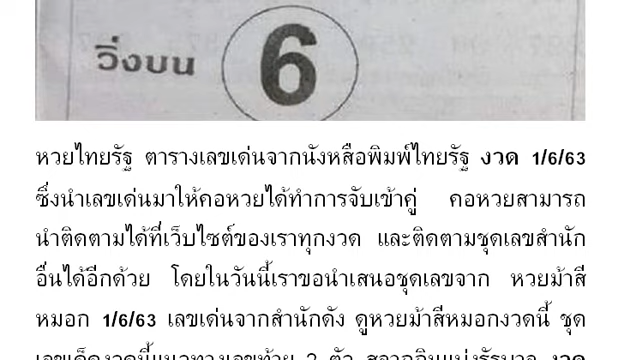 วิ่งบน 6
หวยไทยรัฐ ตารางเลขเด่นจากนังหสือพิมพ์ไทยรัฐ งวด 1/6/63
ซึ่งนำเลขเด่นมาให้คอหวยได้ทำการจับเข้าคู่ คอหวยสามารถ
นำติดตามได้ที่เว็บไซต์ของเราทุกงวด และติดตามชุดเลขสำนัก
อื่นได้อีกด้วย โดยในวันนี้เราขอนำเสนอชุดเลขจาก หวยม้าสี
หมอก 1/6/63 เลขเด่นจากสำนักดัง ดูหวยม้าสีหมอกงวดนี้ ชุด